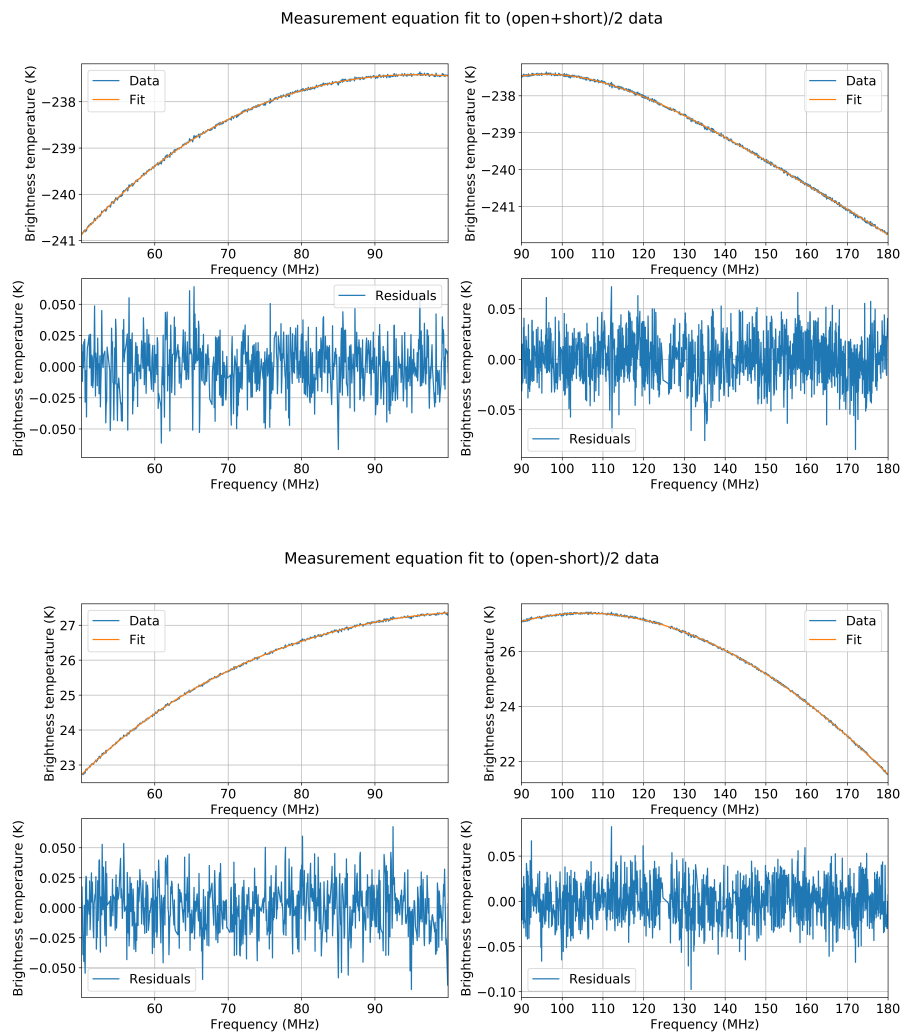 Measurement equation fit to (open+short)/2 data
Brightness temperature (K)
−238
−239
−240
−241
Data
Fit
60 70 80 90
Frequency (MHz)
Brightness temperature (K)
−238
−239
−240
−241
Data
Fit
90 100 110 120 130 140 150 160 170 180
Frequency (MHz)
Brightness temperature (K)
0.050
0.025
0.000
−0.025
−0.050
Residuals
60 70 80 90
Frequency (MHz)
Brightness temperature (K)
0.05
0.00
−0.05
Residuals
90 100 110 120 130 140 150 160 170 180
Frequency (MHz)
Measurement equation fit to (open-short)/2 data
Brightness temperature (K)
27
26
25
24
23
Data
Fit
60 70 80 90
Frequency (MHz)
Brightness temperature (K)
26
24
22
Data
Fit
90 100 110 120 130 140 150 160 170 180
Frequency (MHz)
Brightness temperature (K)
0.050
0.025
0.000
−0.025
−0.050
Residuals
60 70 80 90
Frequency (MHz)
Brightness temperature (K)
0.05
0.00
−0.05
−0.10
Residuals
90 100 110 120 130 140 150 160 170 180
Frequency (MHz)